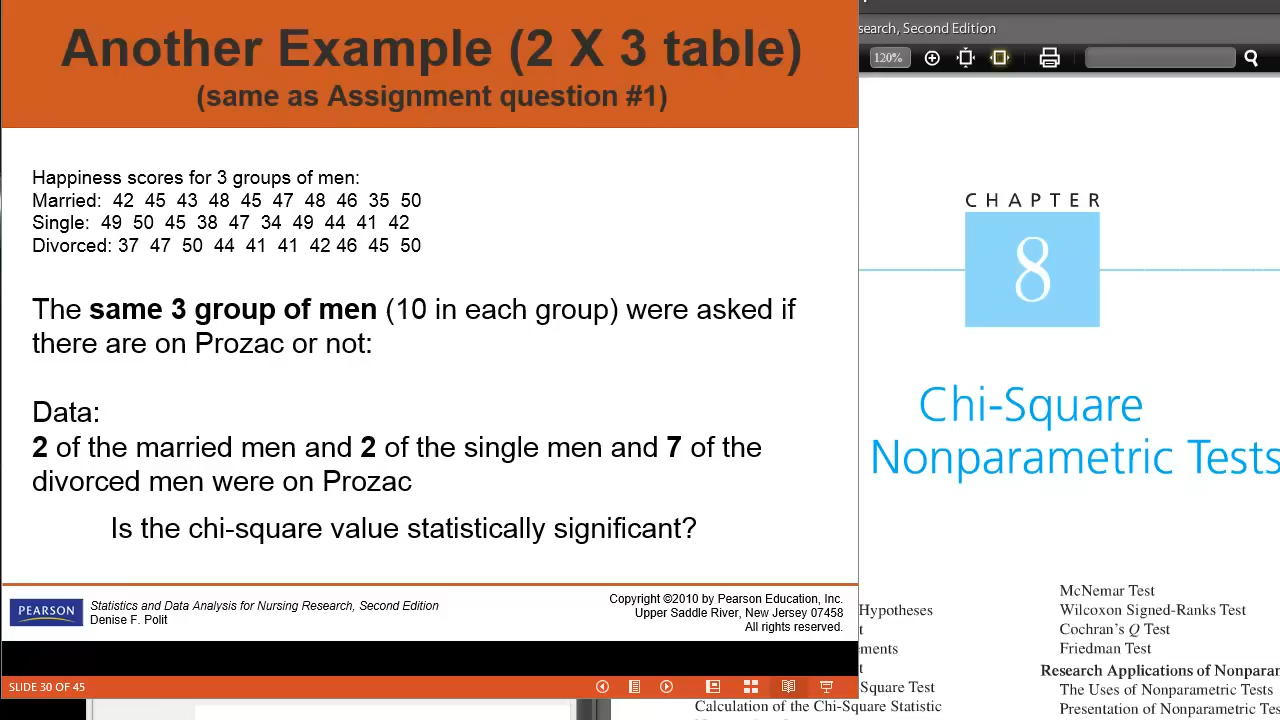 Another Example (2 X 3 table)
(same as Assignment question #1)
Happiness scores for 3 groups of men:
Married: 42 45 43 48 45 47 48 46 35 50
Single: 49 50 45 38 47 34 49 44 41 42
Divorced: 37 47 50 44 41 41 42 46 45 50
The same 3 group of men (10 in each group) were asked if
there are on Prozac or not:
Data:
2 of the married men and 2 of the single men and 7 of the
divorced men were on Prozac
Is the chi-square value statistically significant?
PEARSON
Statistics and Data Analysis for Nursing Research, Second Edition
Denise F. Polit
Copyright ©2010 by Pearson Education, Inc.
Upper Saddle River, New Jersey 07458
All rights reserved.
SLIDE 30 OF 45
search, Second Edition
120%
CHAPTER
8
Chi-Square
Nonparametric Tests
Hypotheses
t
ements
t
Square Test
Calculation of the Chi-Square Statistic
McNemar Test
Wilcoxon Signed-Ranks Test
Cochran's Q Test
Friedman Test
Research Applications of Nonparam
The Uses of Nonparametric Tests
Presentation of Nonparametric Tes